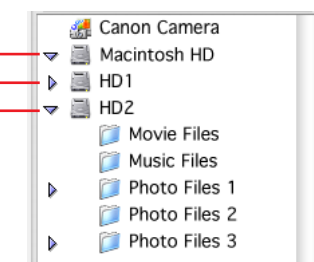 Canon Camera
Macintosh HD
HD1
HD2
Movie Files
Music Files
Photo Files 1
Photo Files 2
Photo Files 3